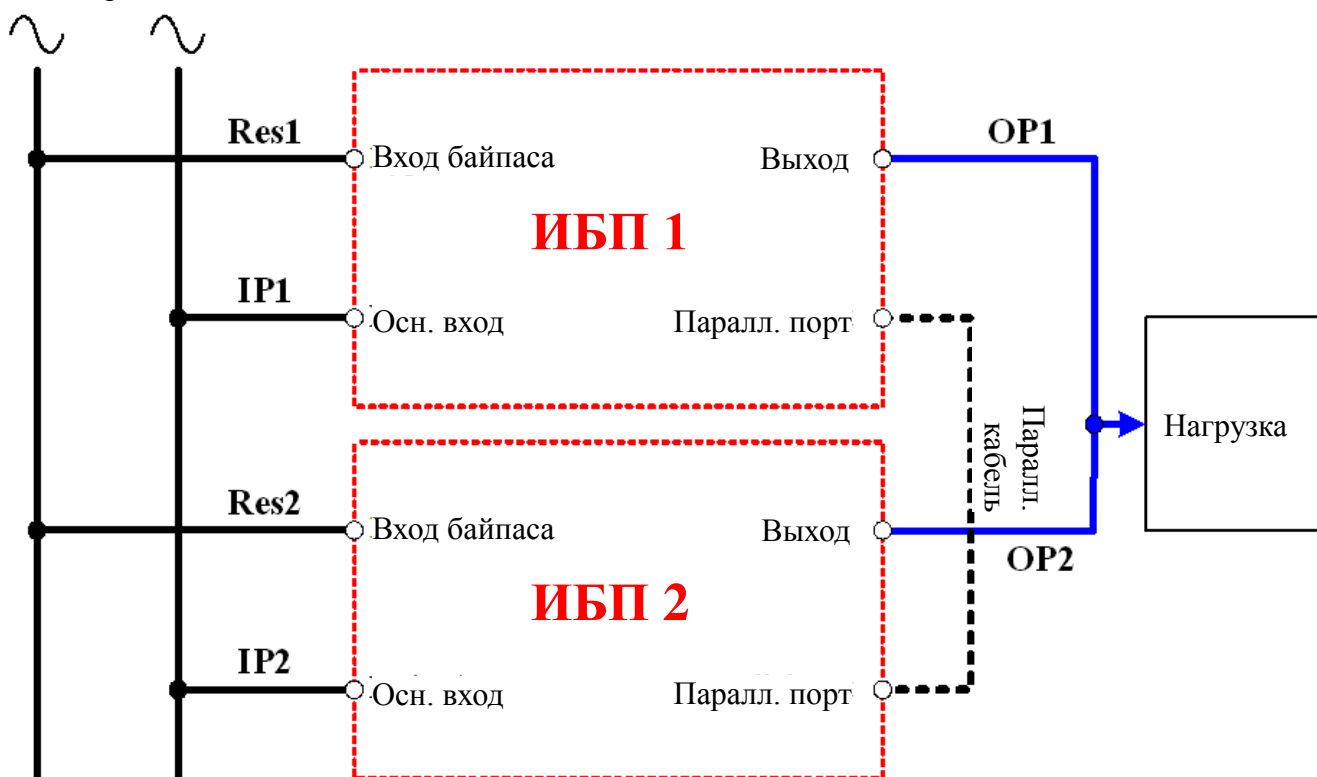 Res1
Вход байпаса
Выход
OP1
ИБП 1
IP1
Осн. вход
Паралл. порт
Паралл.
кабель
Нагрузка
Res2
Вход байпаса
Выход
OP2
ИБП 2
IP2
Осн. вход
Паралл. порт